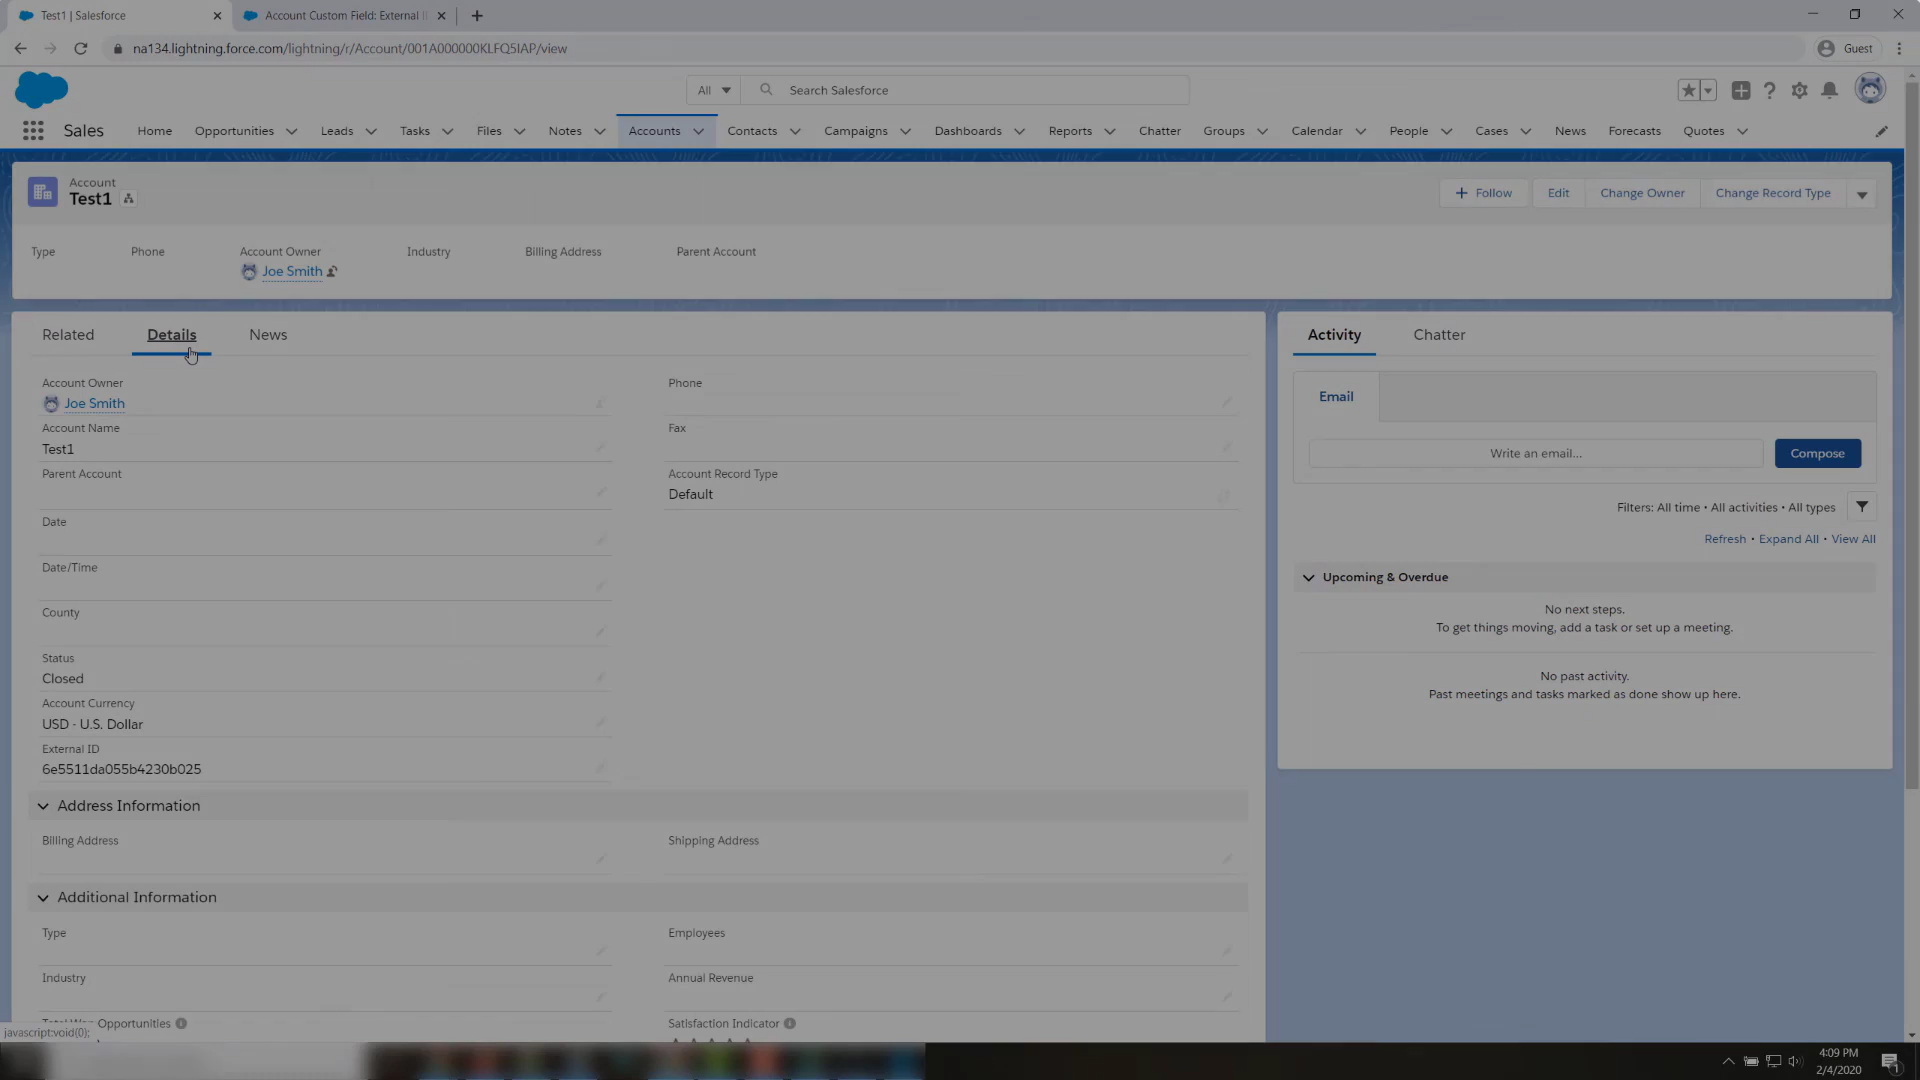 Test1 | Salesforce
Account Custom Field: External I
na134.lightning.force.com/lightning/r/Account/001A000000KLFQ5IAP/view
Guest
All
Search Salesforce
Sales
Home
Opportunities
Leads
Tasks
Files
Notes
Accounts
Contacts
Campaigns
Dashboards
Reports
Chatter
Groups
Calendar
People
Cases
News
Forecasts
Quotes
Account
Test1
+ Follow
Edit
Change Owner
Change Record Type
Type
Phone
Account Owner
Joe Smith
Industry
Billing Address
Parent Account
Related
Details
News
Account Owner
Joe Smith
Phone
Account Name
Test1
Fax
Parent Account
Account Record Type
Default
Date
Date/Time
County
Status
Closed
Account Currency
USD - U.S. Dollar
External ID
6e5511da055b4230b025
Address Information
Billing Address
Shipping Address
Additional Information
Type
Employees
Industry
Annual Revenue
Opportunities
Satisfaction Indicator
javascript:void(0);
Activity
Chatter
Email
Write an email...
Compose
Filters: All time • All activities • All types
Refresh • Expand All • View All
Upcoming & Overdue
No next steps.
To get things moving, add a task or set up a meeting.
No past activity.
Past meetings and tasks marked as done show up here.
4:09 PM
2/4/2020
1